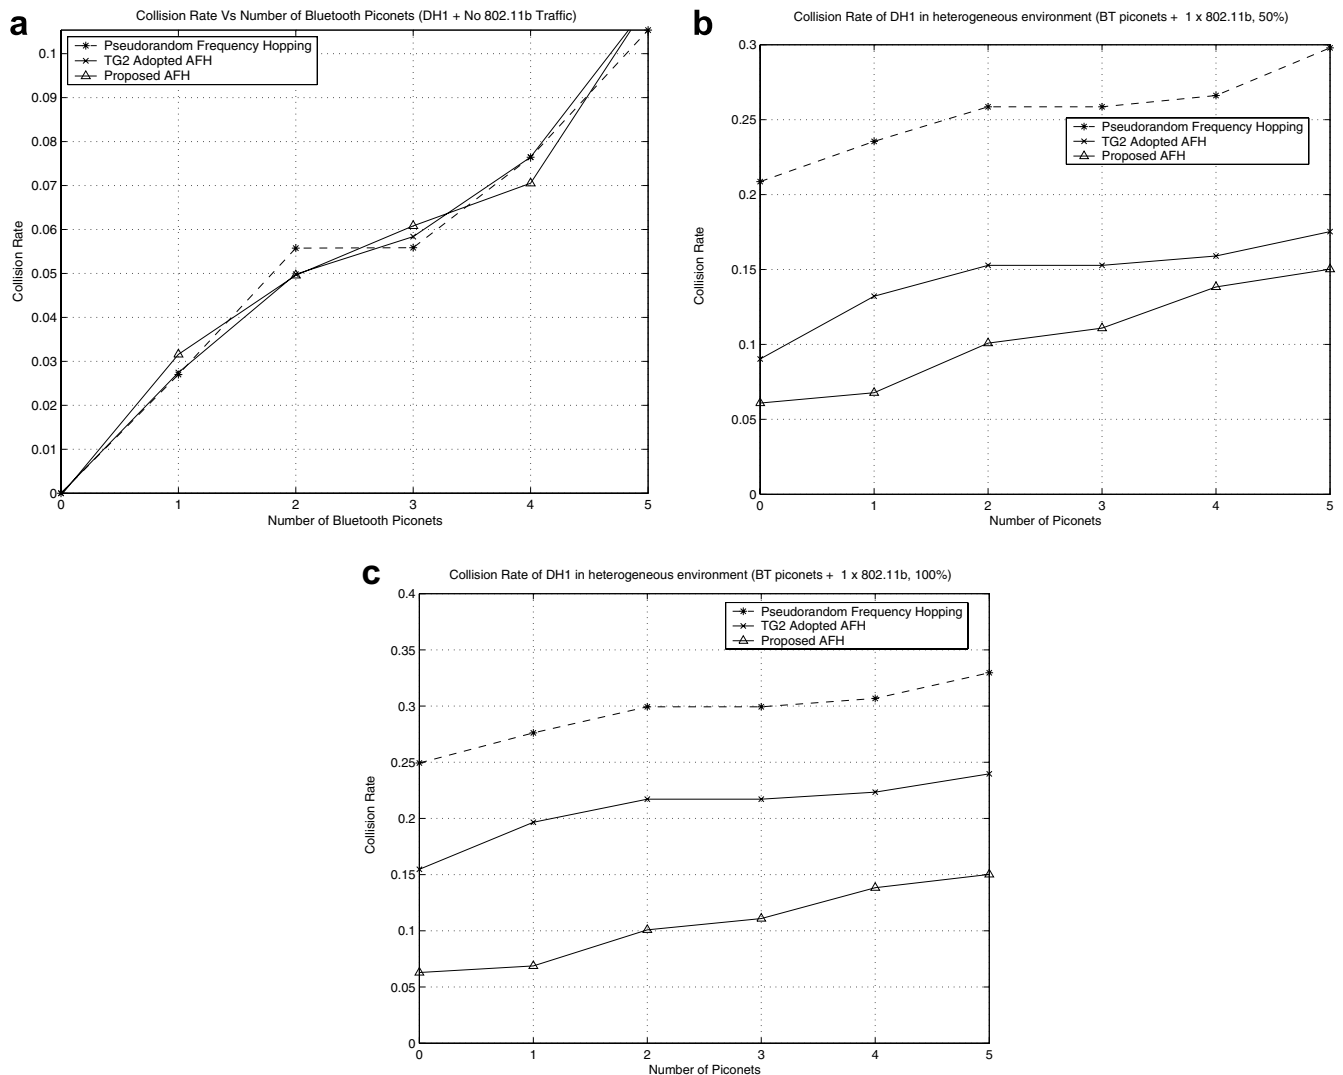 a
Collision Rate Vs Number of Bluetooth Piconets (DH1 + No 802.11b Traffic)
Pseudorandom Frequency Hopping
TG2 Adopted AFH
Proposed AFH
0.1
0.09
0.08
0.07
0.06
0.05
0.04
0.03
0.02
0.01
0
Collision Rate
0 1 2 3 4 5
Number of Bluetooth Piconets
b
Collision Rate of DH1 in heterogeneous environment (BT piconets + 1 x 802.11b, 50%)
Pseudorandom Frequency Hopping
TG2 Adopted AFH
Proposed AFH
0.3
0.25
0.2
0.15
0.1
0.05
0
Collision Rate
0 1 2 3 4 5
Number of Piconets
c
Collision Rate of DH1 in heterogeneous environment (BT piconets + 1 x 802.11b, 100%)
Pseudorandom Frequency Hopping
TG2 Adopted AFH
Proposed AFH
0.4
0.35
0.3
0.25
0.2
0.15
0.1
0.05
0
Collision Rate
0 1 2 3 4 5
Number of Piconets